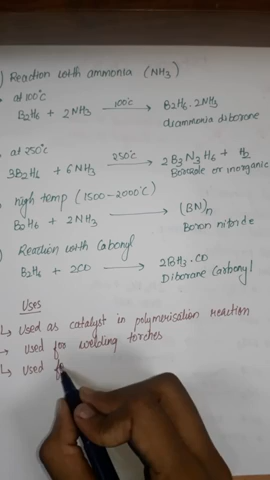 ) Reaction with ammonia (NH3)
at 100°C
B2H6 + 2NH3 100°C → B2H6.2NH3
diammonia diborane
at 250°C
3B2H6 + 6NH3 250°C → 2B3N3H6 + H2
Borazole or inorganic
high temp (1500-2000°C)
B2H6 + 2NH3 → (BN)n
Boron nitride
) Reaction with Carbonyl
B2H6 + 2CO → 2BH3.CO
Diborane Carbonyl
Uses
↳ Used as catalyst in polymerisation reaction
→ used for welding torches
↳ Used